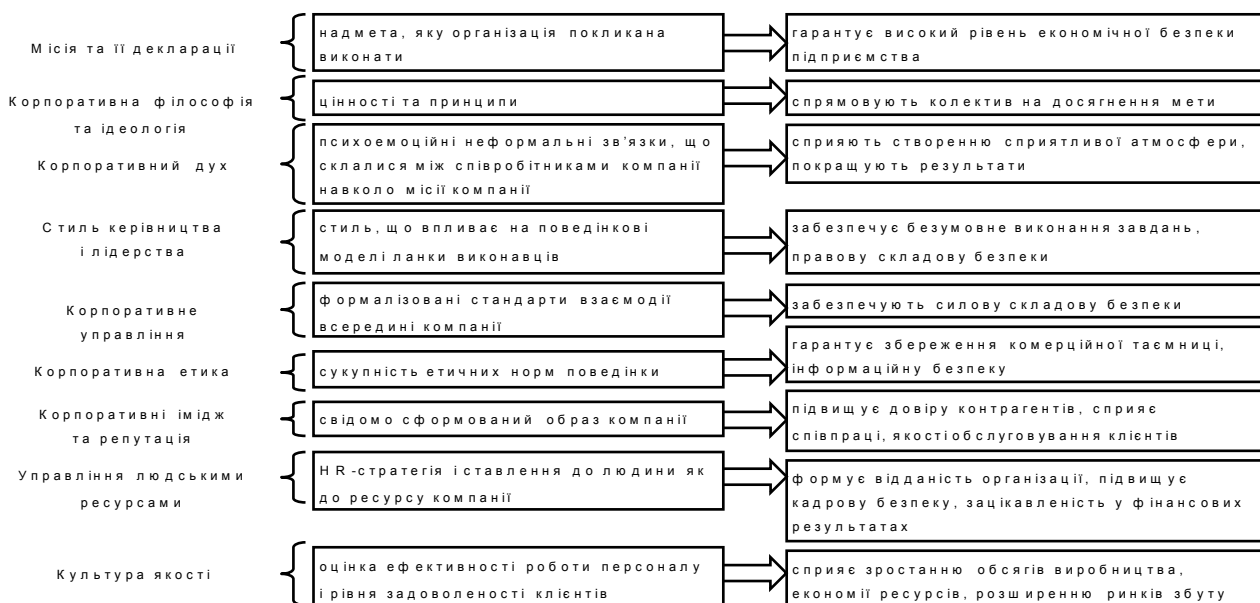 Місія та її декларації
надмета, яку організація покликана
виконати
гарантує високий рівень економічної безпеки
підприємства
Корпоративна філософія
та ідеологія
цінності та принципи
спрямовують колектив на досягнення мети
Корпоративний дух
психоемоційні неформальні зв’язки, що
склалися між співробітниками компанії
навколо місії компанії
сприяють створенню сприятливої атмосфери,
покращують результати
Стиль керівництва
і лідерства
стиль, що впливає на поведінкові
моделі ланки виконавців
забезпечує безумовне виконання завдань,
правову складову безпеки
Корпоративне
управління
формалізовані стандарти взаємодії
всередині компанії
забезпечують силову складову безпеки
Корпоративна етика
сукупність етичних норм поведінки
гарантує збереження комерційної таємниці,
інформаційну безпеку
Корпоративні імідж
та репутація
свідомо сформований образ компанії
підвищує довіру контрагентів, сприяє
співпраці, якості обслуговування клієнтів
Управління людськими
ресурсами
HR-стратегія і ставлення до людини як
до ресурсу компанії
формує відданість організації, підвищує
кадрову безпеку, зацікавленість у фінансових
результатах
Культура якості
оцінка ефективності роботи персоналу
і рівня задоволеності клієнтів
сприяє зростанню обсягів виробництва,
економії ресурсів, розширенню ринків збуту